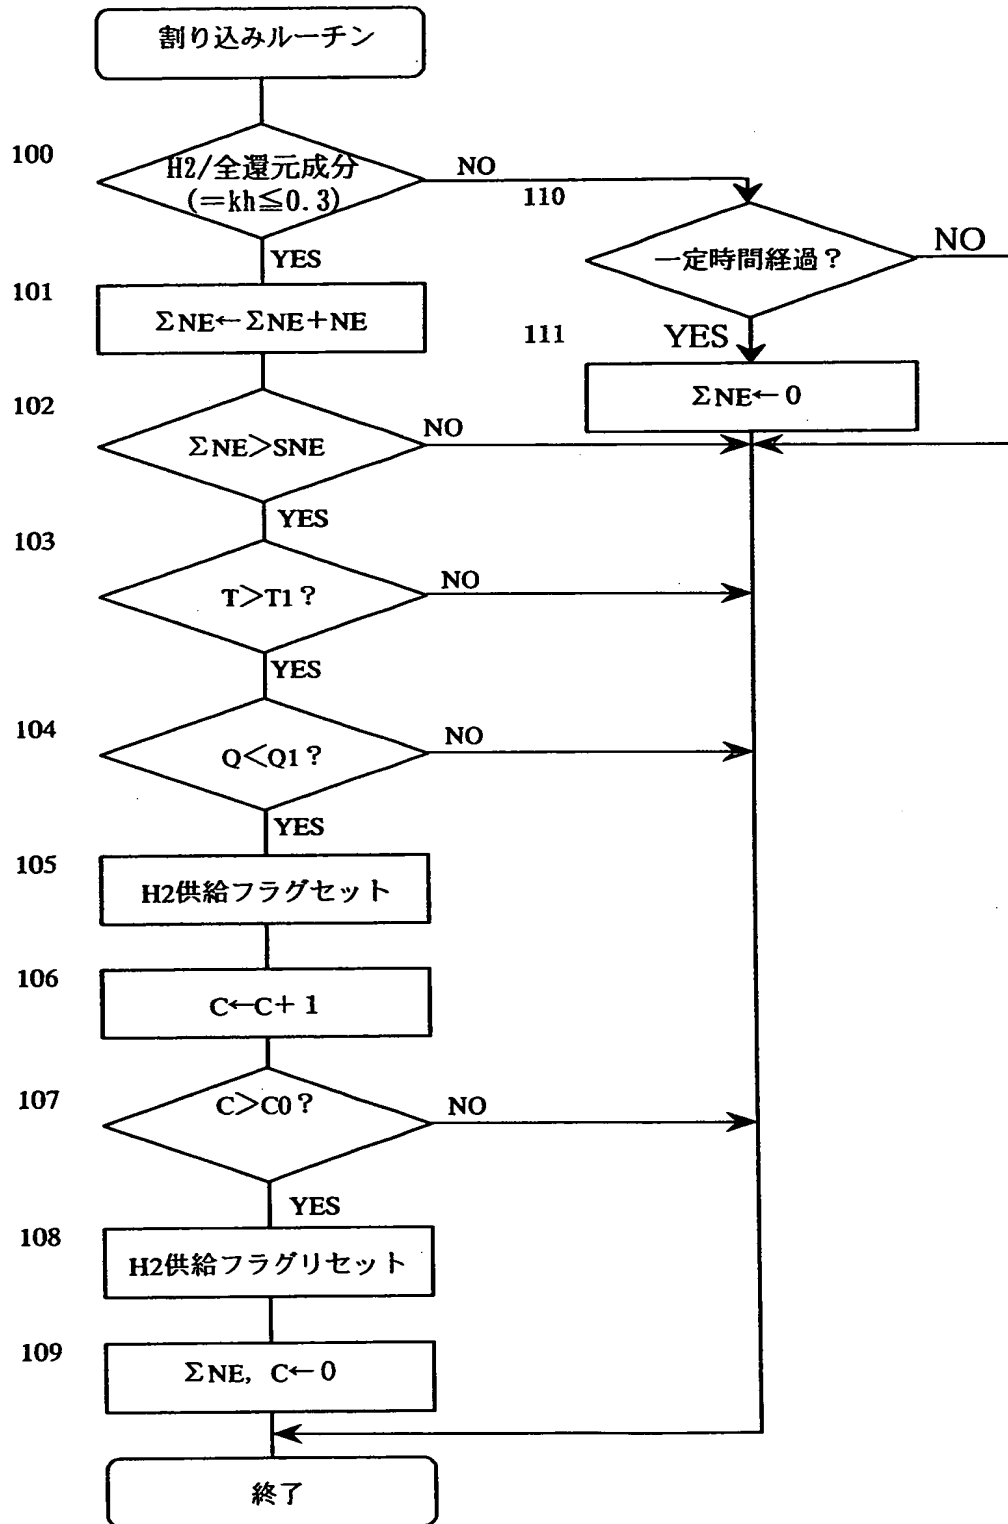 割り込みルーチン
100
H2/全還元成分
(=kh≦0.3)
NO
YES
110
一定時間経過?
NO
YES
101
ΣNE←ΣNE+NE
111
ΣNE←0
102
ΣNE>SNE
NO
YES
103
T>T1?
NO
YES
104
Q<Q1?
NO
YES
105
H2供給フラグセット
106
C←C+1
107
C>C0?
NO
YES
108
H2供給フラグリセット
109
ΣNE, C←0
終了